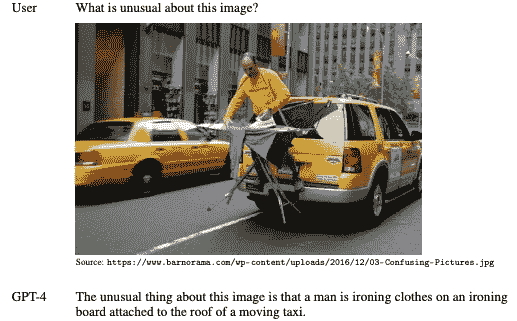 User
What is unusual about this image?
Source: https://www.barnorama.com/wp-content/uploads/2016/12/03-Confusing-Pictures.jpg
GPT-4
The unusual thing about this image is that a man is ironing clothes on an ironing
board attached to the roof of a moving taxi.